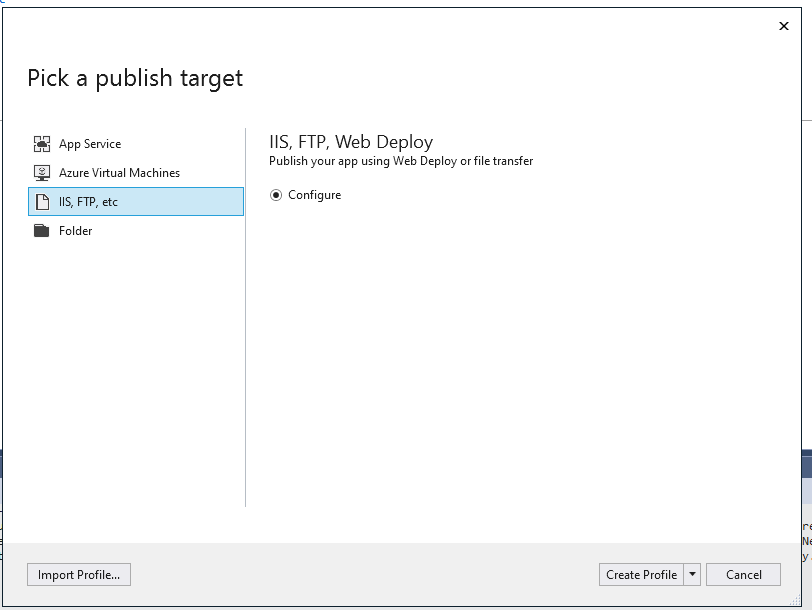 Pick a publish target
App Service
Azure Virtual Machines
IIS, FTP, etc
Folder
IIS, FTP, Web Deploy
Publish your app using Web Deploy or file transfer
Configure
Import Profile...
Create Profile
Cancel